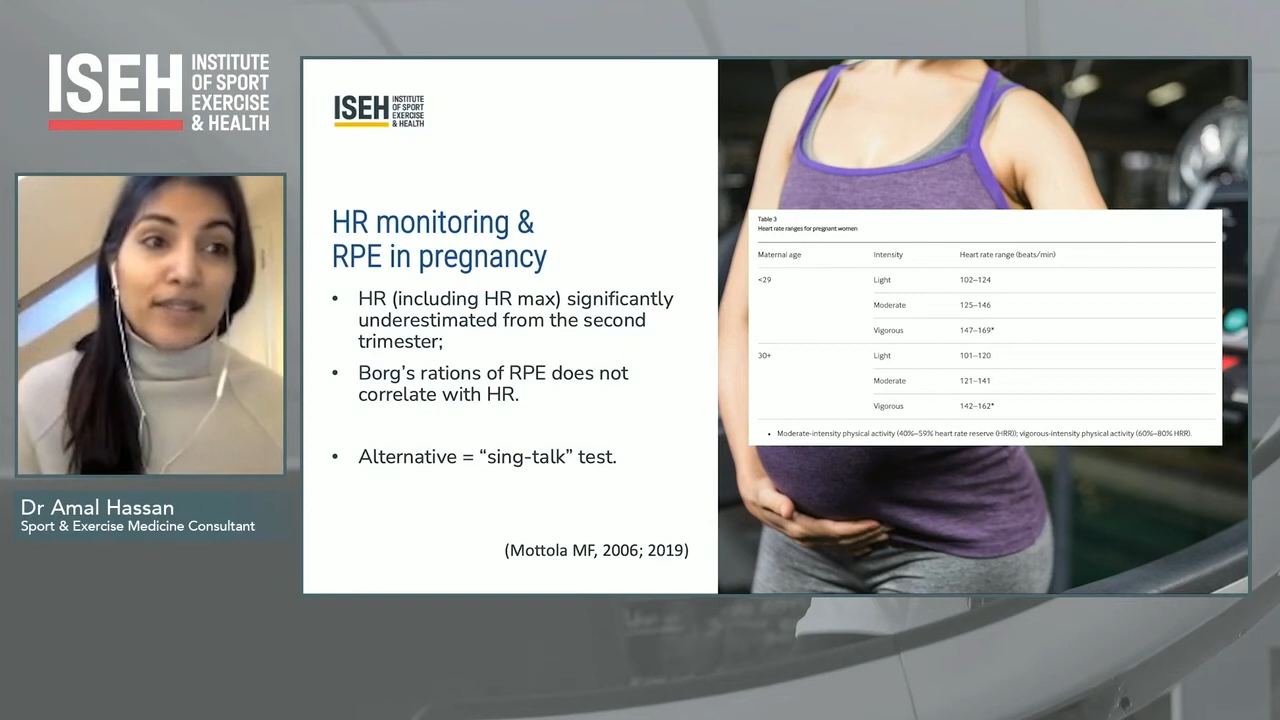 ISEH INSTITUTE
OF SPORT
EXERCISE
& HEALTH
Dr Amal Hassan
Sport & Exercise Medicine Consultant
ISEH INSTITUTE
OF SPORT
EXERCISE
& HEALTH
HR monitoring &
RPE in pregnancy
• HR (including HR max) significantly
underestimated from the second
trimester;
• Borg’s rations of RPE does not
correlate with HR.
• Alternative = “sing-talk” test.
(Mottola MF, 2006; 2019)
Table 3
Heart rate ranges for pregnant women
Maternal age Intensity Heart rate range (beats/min)
<29 Light 102–124
Moderate 125–146
Vigorous 147–169*
30+ Light 101–120
Moderate 121–141
Vigorous 142–162*
• Moderate-intensity physical activity (40%–59% heart rate reserve (HRR)); vigorous-intensity physical activity (60%–80% HRR).